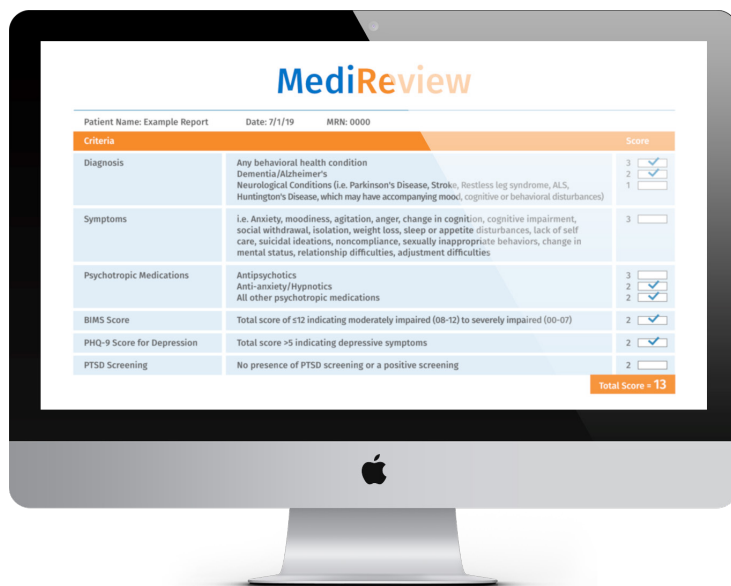 MediReview
Patient Name: Example Report Date: 7/1/19 MRN: 0000
Criteria Score
Diagnosis Any behavioral health condition 3
Dementia/Alzheimer's 2
Neurological Conditions (i.e. Parkinson's Disease, Stroke, Restless leg syndrome, ALS, 1
Huntington's Disease, which may have accompanying mood, cognitive or behavioral disturbances)
Symptoms i.e. Anxiety, moodiness, agitation, anger, change in cognition, cognitive impairment, 3
social withdrawal, isolation, weight loss, sleep or appetite disturbances, lack of self
care, suicidal ideations, noncompliance, sexually inappropriate behaviors, change in
mental status, relationship difficulties, adjustment difficulties
Psychotropic Medications Antipsychotics 3
Anti-anxiety/Hypnotics 2
All other psychotropic medications 2
BIMS Score Total score of ≤12 indicating moderately impaired (08-12) to severely impaired (00-07) 2
PHQ-9 Score for Depression Total score >5 indicating depressive symptoms 2
PTSD Screening No presence of PTSD screening or a positive screening 2
Total Score = 13